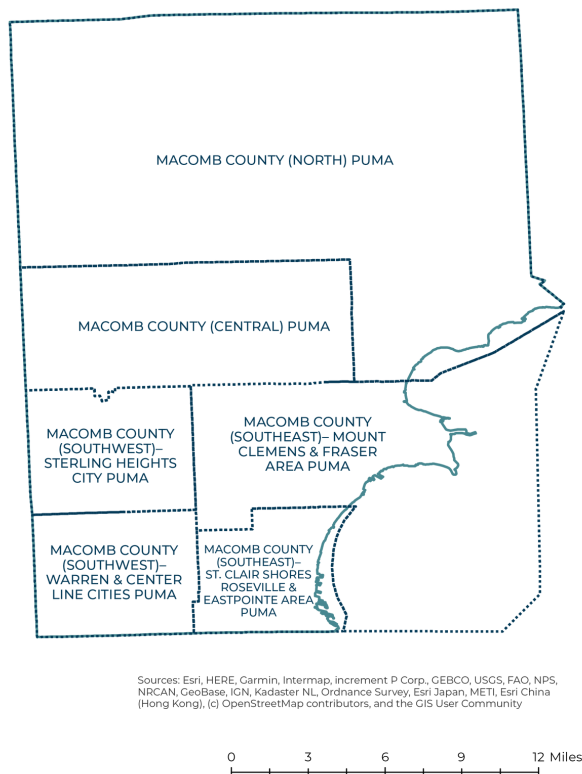 MACOMB COUNTY (NORTH) PUMA
MACOMB COUNTY (CENTRAL) PUMA
MACOMB COUNTY
(SOUTHWEST)–
STERLING HEIGHTS
CITY PUMA
MACOMB COUNTY
(SOUTHEAST)– MOUNT
CLEMENS & FRASER
AREA PUMA
MACOMB COUNTY
(SOUTHWEST)–
WARREN & CENTER
LINE CITIES PUMA
MACOMB COUNTY
(SOUTHEAST)–
ST. CLAIR SHORES
ROSEVILLE &
EASTPOINTE AREA
PUMA
Sources: Esri, HERE, Garmin, Intermap, increment P Corp., GEBCO, USGS, FAO, NPS,
NRCAN, GeoBase, IGN, Kadaster NL, Ordnance Survey, Esri Japan, METI, Esri China
(Hong Kong), (c) OpenStreetMap contributors, and the GIS User Community
0 3 6 9 12 Miles